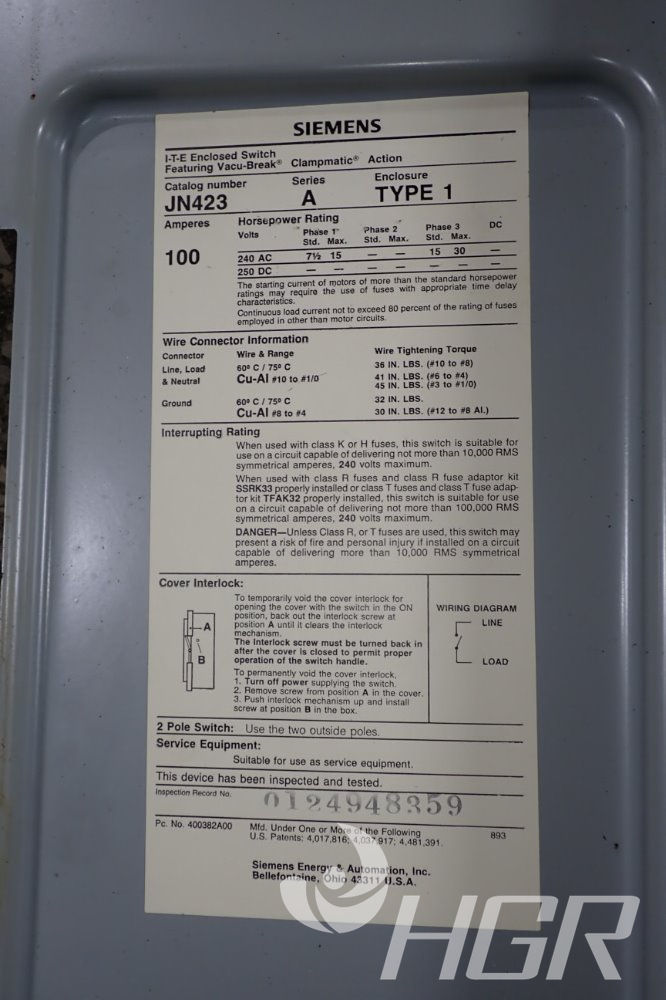 SIEMENS
I-T-E Enclosed Switch
Featuring Vacu-Break® Clampmatic® Action
Catalog number Series Enclosure
JN423 A TYPE 1
Amperes Horsepower Rating
Volts Phase 1 Phase 2 Phase 3 DC
Std. Max. Std. Max. Std. Max.
100 240 AC 7½ 15 — — 15 30 —
250 DC — — — — — — —
The starting current of motors of more than the standard horsepower
ratings may require the use of fuses with appropriate time delay
characteristics.
Continuous load current not to exceed 80 percent of the rating of fuses
employed in other than motor circuits.
Wire Connector Information
Connector Wire & Range Wire Tightening Torque
Line, Load 60º C / 75º C 36 IN. LBS. (#10 to #8)
& Neutral Cu-Al #10 to #1/0 41 IN. LBS. (#6 to #4)
45 IN. LBS. (#3 to #1/0)
Ground 60º C / 75º C 32 IN. LBS.
Cu-Al #8 to #4 30 IN. LBS. (#12 to #8 Al.)
Interrupting Rating
When used with class K or H fuses, this switch is suitable for
use on a circuit capable of delivering not more than 10,000 RMS
symmetrical amperes, 240 volts maximum.
When used with class R fuses and class R fuse adaptor kit
SSRK33 properly installed or class T fuses and class T fuse adap-
tor kit TFAK32 properly installed, this switch is suitable for use
on a circuit capable of delivering not more than 100,000 RMS
symmetrical amperes, 240 volts maximum.
DANGER—Unless Class R, or T fuses are used, this switch may
present a risk of fire and personal injury if installed on a circuit
capable of delivering more than 10,000 RMS symmetrical
amperes.
Cover Interlock:
To temporarily void the cover interlock for
opening the cover with the switch in the ON
position, back out the interlock screw at
position A until it clears the interlock
mechanism.
The Interlock screw must be turned back in
after the cover is closed to permit proper
operation of the switch handle.
To permanently void the cover interlock,
1. Turn off power supplying the switch.
2. Remove screw from position A in the cover.
3. Push interlock mechanism up and install
screw at position B in the box.
A
B
WIRING DIAGRAM
LINE
LOAD
2 Pole Switch: Use the two outside poles.
Service Equipment:
Suitable for use as service equipment.
This device has been inspected and tested.
Inspection Record No. 0124948359
Pc. No. 400382A00 Mfd. Under One or More of the Following 893
U.S. Patents: 4,017,816; 4,037,917; 4,481,391.
Siemens Energy & Automation, Inc.
Bellefontaine, Ohio 43311 U.S.A.
HGR